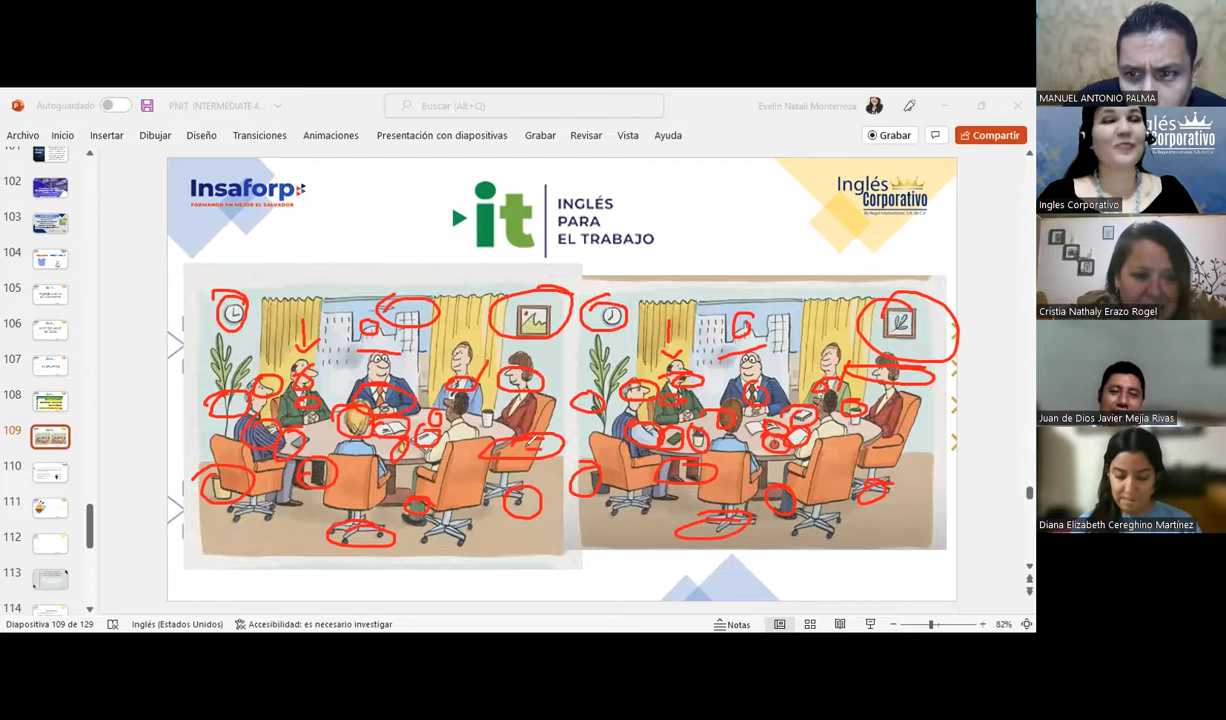 Autoguardado
PNIT INTERMEDIATE 4...
Buscar (Alt+Q)
Evelin Natali Monterroza
Archivo Inicio Insertar Dibujar Diseño Transiciones Animaciones Presentación con diapositivas Grabar Revisar Vista Ayuda
Grabar
Compartir
102
103
104
105
106
107
108
109
110
111
112
113
114
Insaforp
FORMANDO UN MEJOR EL SALVADOR
it
INGLÉS
PARA
EL TRABAJO
Inglés
Corporativo
Diapositiva 109 de 129
Inglés (Estados Unidos)
Accesibilidad: es necesario investigar
Notas
82%
MANUEL ANTONIO PALMA
Ingles Corporativo
Cristia Nathaly Erazo Rogel
Juan de Dios Javier Mejia Rivas
Diana Elizabeth Cereghino Martínez